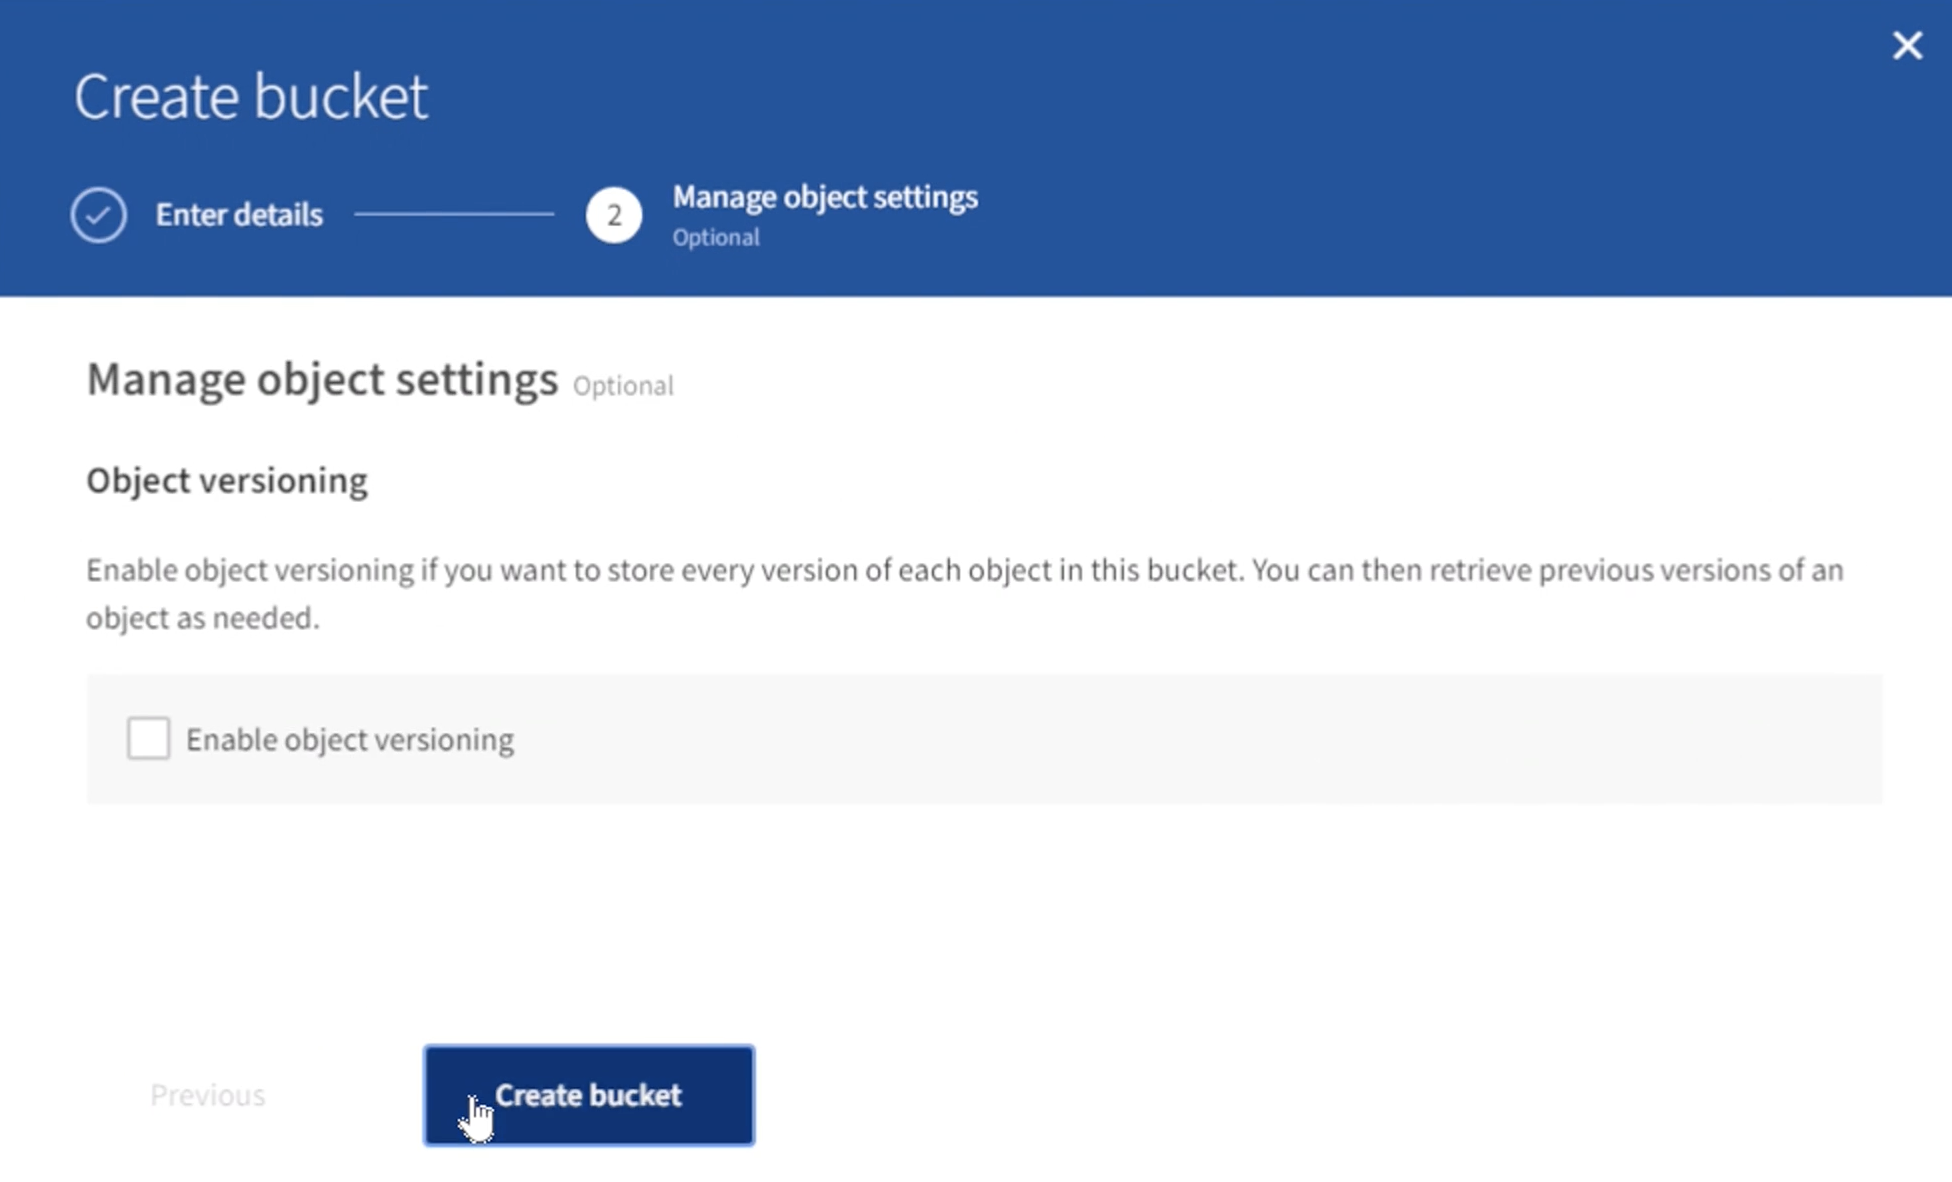 Create bucket
Enter details
2
Manage object settings
Optional
Manage object settings Optional
Object versioning
Enable object versioning if you want to store every version of each object in this bucket. You can then retrieve previous versions of an
object as needed.
Enable object versioning
Previous
Create bucket